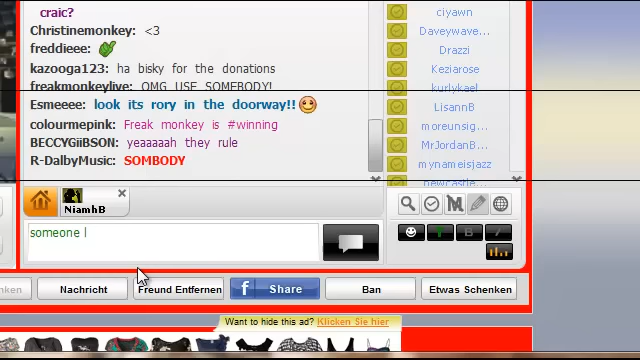 craic?
Christinemonkey: <3
freddieee:
kazooga123: ha bisky for the donations
freakmonkeylive: OMG USE SOMEBODY!
Esmeeee: look its rory in the doorway!!
colourmepink: Freak monkey is #winning
BECCYGiiBSON: yeaaaaah they rule
R-DalbyMusic: SOMBODY
NiamhB
someone l
ciyawn
Daveywave...
Drazzi
Keziarose
kurlykael
LisannB
moreunsig...
MrJordanB...
mynameisjazz
newcastle...
nken
Nachricht
Freund Entfernen
f Share
Ban
Etwas Schenken
Want to hide this ad? Klicken Sie hier